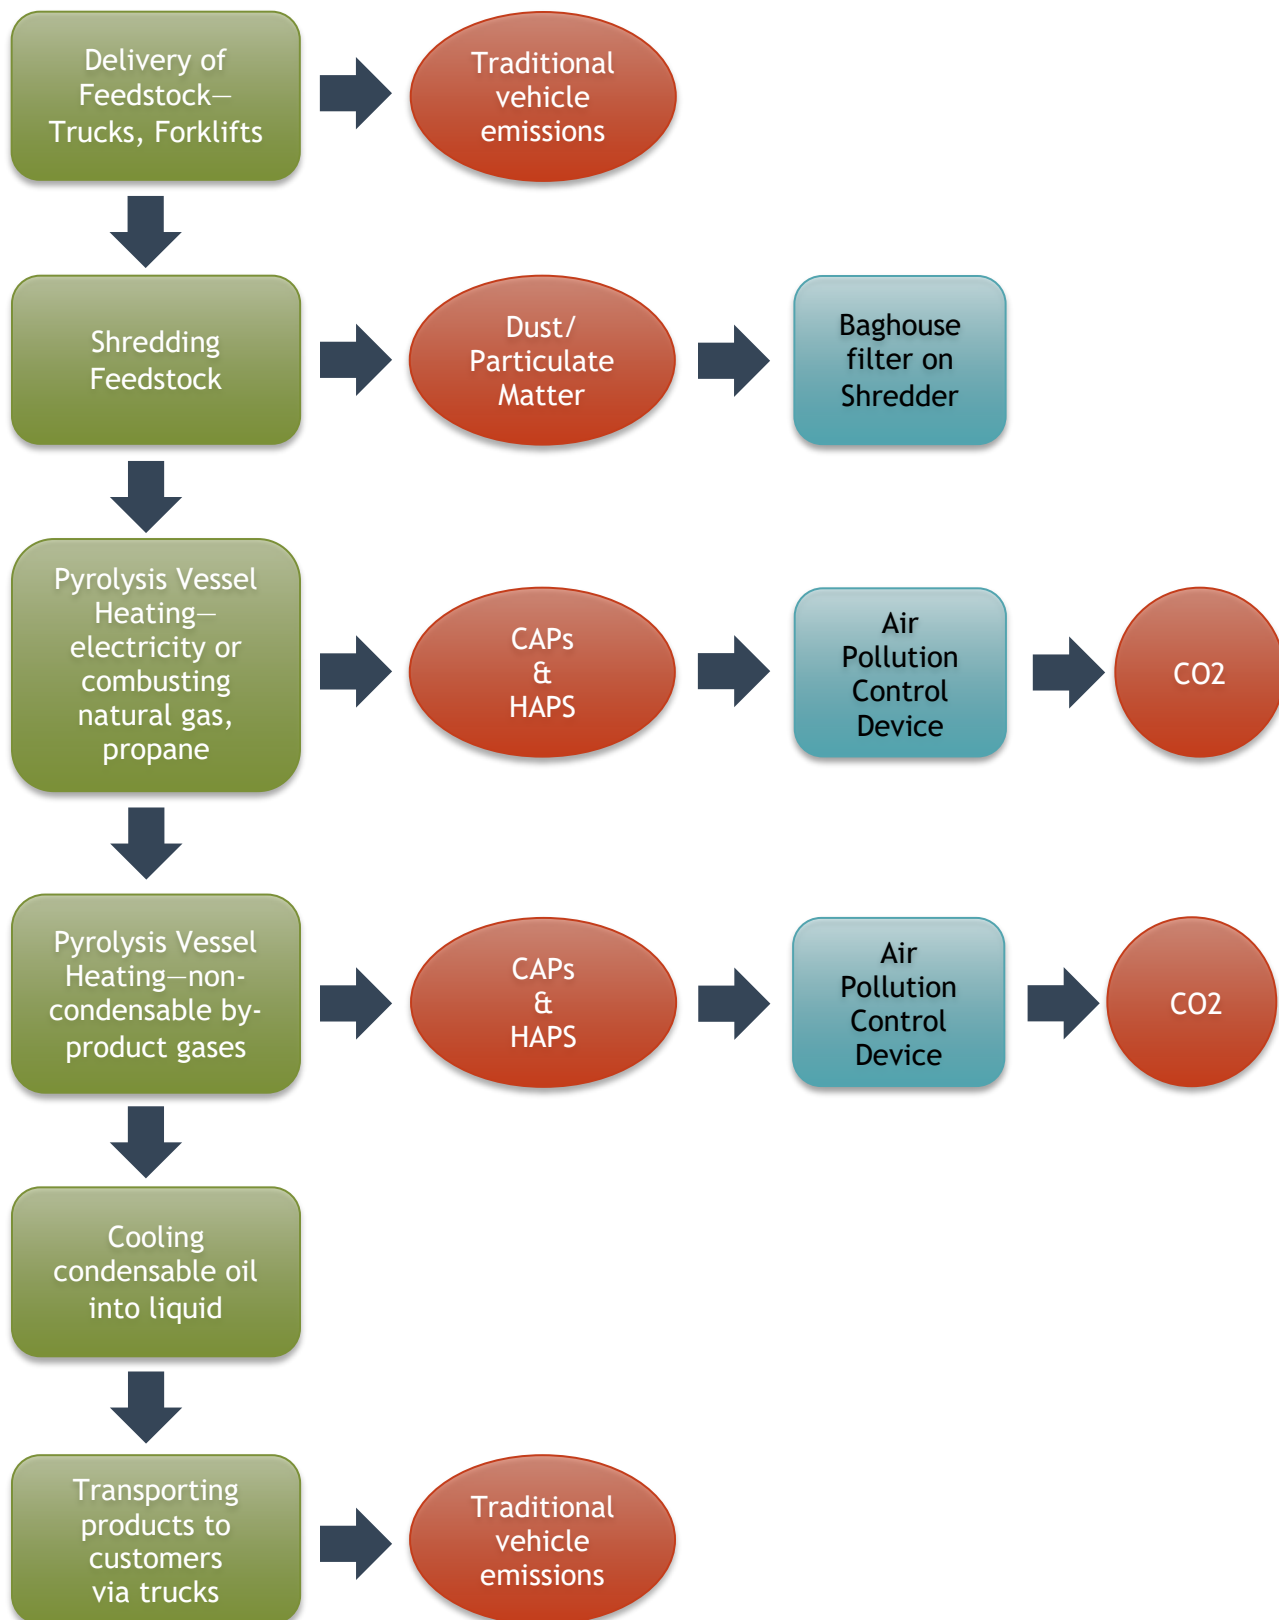 Delivery of
Feedstock—
Trucks, Forklifts
Traditional
vehicle
emissions
Shredding
Feedstock
Dust/
Particulate
Matter
Baghouse
filter on
Shredder
Pyrolysis Vessel
Heating—
electricity or
combusting
natural gas,
propane
CAPs
&
HAPS
Air
Pollution
Control
Device
CO2
Pyrolysis Vessel
Heating—non-
condensable by-
product gases
CAPs
&
HAPS
Air
Pollution
Control
Device
CO2
Cooling
condensable oil
into liquid
Transporting
products to
customers
via trucks
Traditional
vehicle
emissions